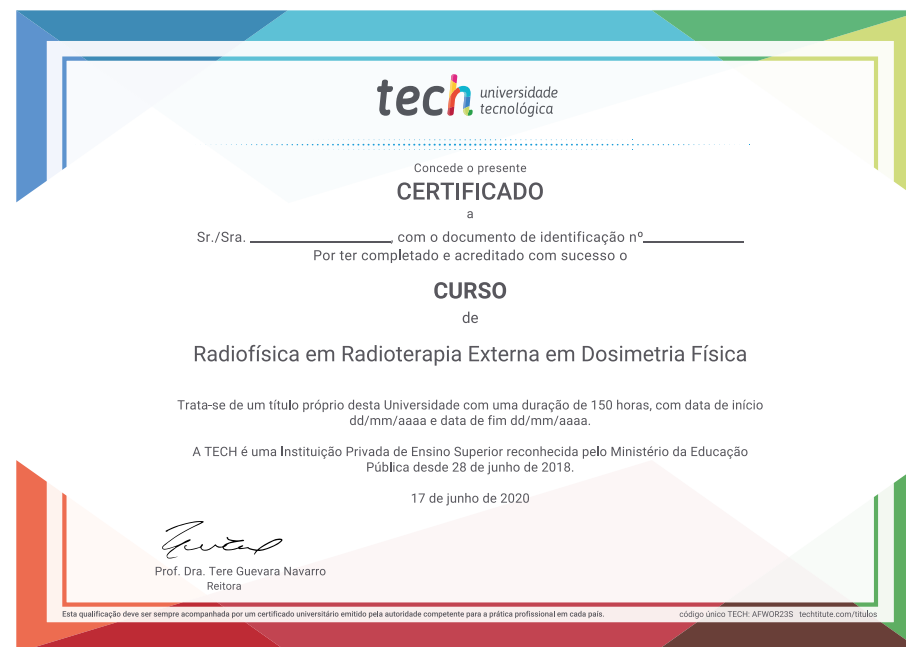 tech universidade
tecnológica
Concede o presente
CERTIFICADO
a
Sr./Sra. ______________, com o documento de identificação nº__________
Por ter completado e acreditado com sucesso o
CURSO
de
Radiofísica em Radioterapia Externa em Dosimetria Física
Trata-se de um título próprio desta Universidade com uma duração de 150 horas, com data de início
dd/mm/aaaa e data de fim dd/mm/aaaa.
A TECH é uma Instituição Privada de Ensino Superior reconhecida pelo Ministério da Educação
Pública desde 28 de junho de 2018.
17 de junho de 2020
Prof. Dra. Tere Guevara Navarro
Reitora
Esta qualificação deve ser sempre acompanhada por um certificado universitário emitido pela autoridade competente para a prática profissional em cada país. código único TECH: AFWOR23S techtitute.com/titulos